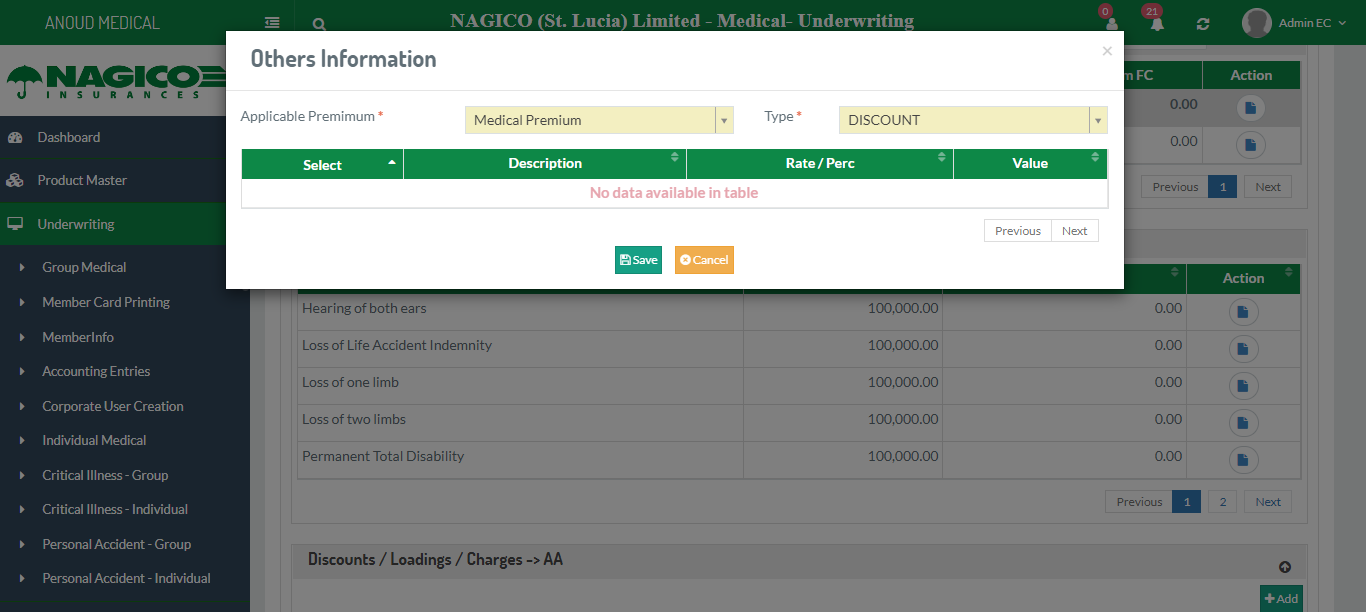 ANOUD MEDICAL
NAGICO (St. Lucia) Limited - Medical- Underwriting
0
21
Admin EC
NAGICO
INSURANCES
Dashboard
Product Master
Underwriting
Group Medical
Member Card Printing
MemberInfo
Accounting Entries
Corporate User Creation
Individual Medical
Critical Illness - Group
Critical Illness - Individual
Personal Accident - Group
Personal Accident - Individual
Others Information
×
Applicable Premimum * Medical Premium Type * DISCOUNT
Select Description Rate / Perc Value
No data available in table
Previous Next
Save Cancel
m FC Action
0.00
0.00
Previous 1 Next
Action
Hearing of both ears 100,000.00 0.00
Loss of Life Accident Indemnity 100,000.00 0.00
Loss of one limb 100,000.00 0.00
Loss of two limbs 100,000.00 0.00
Permanent Total Disability 100,000.00 0.00
Previous 1 2 Next
Discounts / Loadings / Charges -> AA
Add